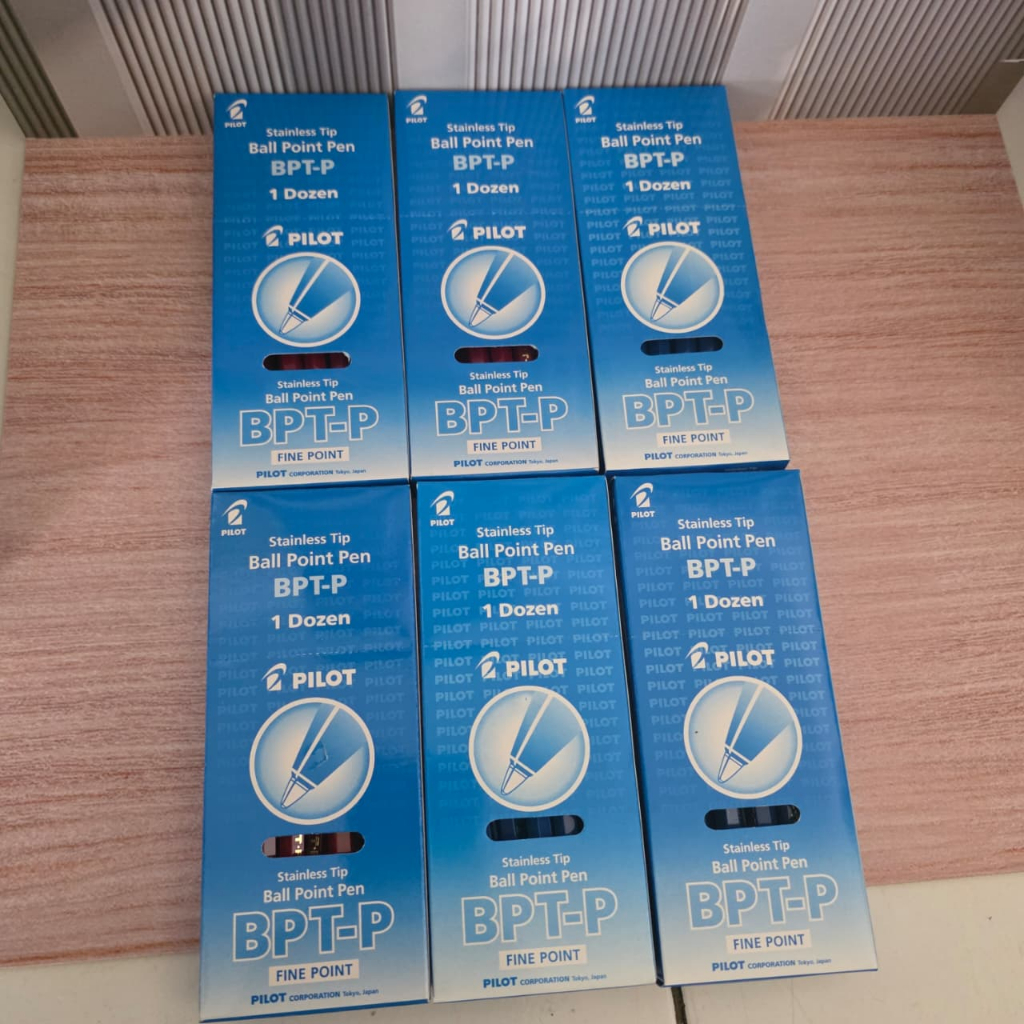 PILOT
Stainless Tip
Ball Point Pen
BPT-P
1 Dozen
PILOT
Stainless Tip
Ball Point Pen
BPT-P
FINE POINT
PILOT CORPORATION Tokyo, Japan
PILOT
Stainless Tip
Ball Point Pen
BPT-P
1 Dozen
PILOT
Stainless Tip
Ball Point Pen
BPT-P
FINE POINT
PILOT CORPORATION Tokyo, Japan
PILOT
Stainless Tip
Ball Point Pen
BPT-P
1 Dozen
PILOT
Stainless Tip
Ball Point Pen
BPT-P
FINE POINT
PILOT CORPORATION Tokyo, Japan
PILOT
Stainless Tip
Ball Point Pen
BPT-P
1 Dozen
PILOT
Stainless Tip
Ball Point Pen
BPT-P
FINE POINT
PILOT CORPORATION Tokyo, Japan
PILOT
Stainless Tip
Ball Point Pen
BPT-P
1 Dozen
PILOT
Stainless Tip
Ball Point Pen
BPT-P
FINE POINT
PILOT CORPORATION Tokyo, Japan
PILOT
Stainless Tip
Ball Point Pen
BPT-P
1 Dozen
PILOT
Stainless Tip
Ball Point Pen
BPT-P
FINE POINT
PILOT CORPORATION Tokyo, Japan